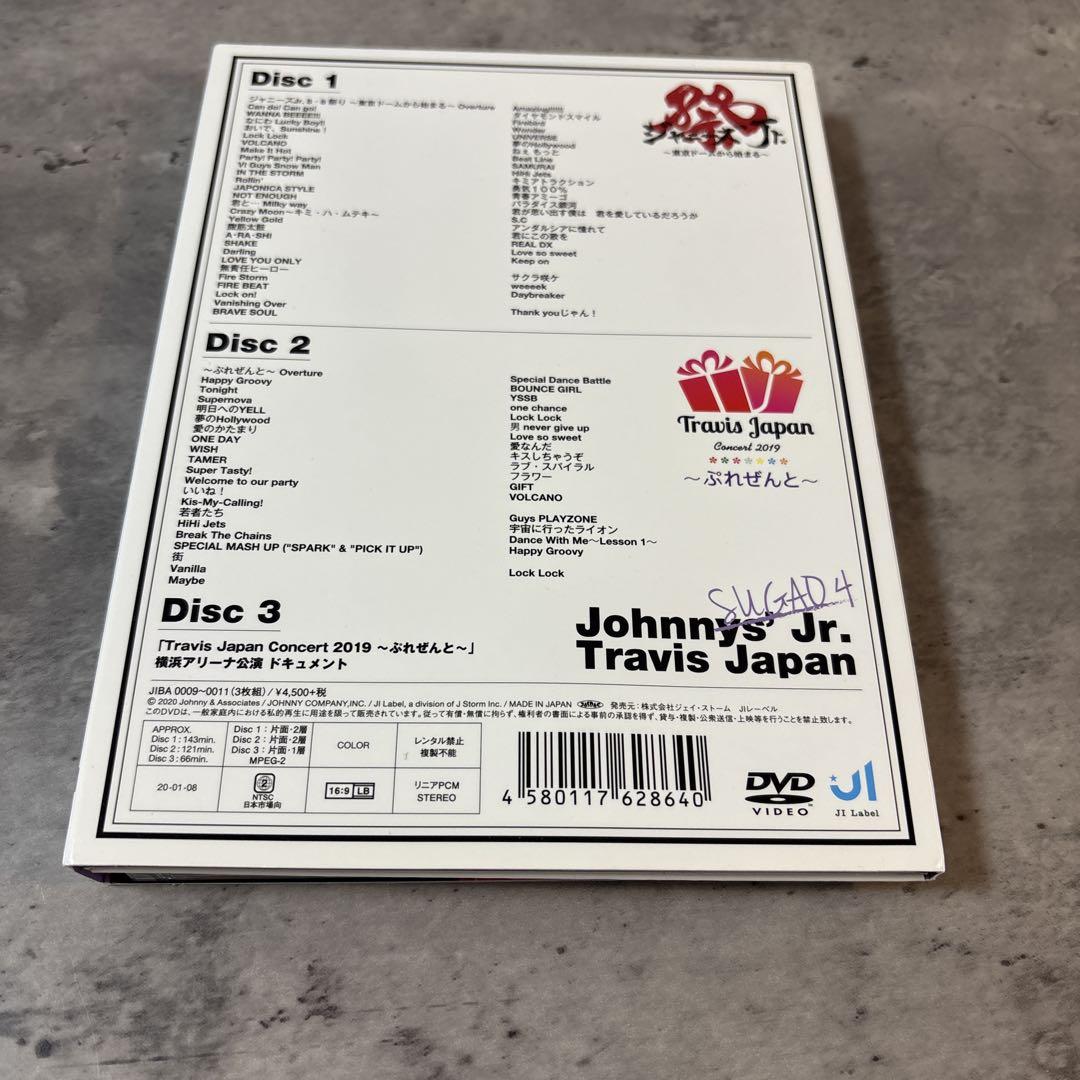 Disc 1
ジャニーズJr. 8・8祭り ～東京ドームから始まる～ Overture
Can do! Can go!
WANNA BEEEE!!!
なにわ Lucky Boy!!
おいで、Sunshine！
Lock Lock
VOLCANO
Make It Hot
Party! Party! Party!
Vi Guys Snow Man
IN THE STORM
Rollin'
JAPONICA STYLE
NOT ENOUGH
君と… Milky way
Crazy Moon～キミ・ハ・ムテキ～
Yellow Gold
腹筋太鼓
A・RA・SHI
SHAKE
Darling
LOVE YOU ONLY
無責任ヒーロー
Fire Storm
FIRE BEAT
Lock on!
Vanishing Over
BRAVE SOUL
Amazing!!!!!!
ダイヤモンドスマイル
Firebird
Wonder
UNIVERSE
夢のHollywood
ねぇ もっと
Beat Line
SAMURAI
HiHi Jets
キミアトラクション
勇気１００％
青春アミーゴ
パラダイス銀河
君が思い出す僕は 君を愛しているだろうか
S.C
アンダルシアに憧れて
君にこの歌を
REAL DX
Love so sweet
Keep on
サクラ咲ケ
weeeek
Daybreaker
Thank youじゃん！
祭
ジャニーズJr.
～東京ドームから始まる～
Disc 2
～ぷれぜんと～ Overture
Happy Groovy
Tonight
Supernova
明日へのYELL
夢のHollywood
愛のかたまり
ONE DAY
WISH
TAMER
Super Tasty!
Welcome to our party
いいね！
Kis-My-Calling!
若者たち
HiHi Jets
Break The Chains
SPECIAL MASH UP ("SPARK" & "PICK IT UP")
街
Vanilla
Maybe
Special Dance Battle
BOUNCE GIRL
YSSB
one chance
Lock Lock
男 never give up
Love so sweet
愛なんだ
キスしちゃうぞ
ラブ・スパイラル
フラワー
GIFT
VOLCANO
Guys PLAYZONE
宇宙に行ったライオン
Dance With Me～Lesson 1～
Happy Groovy
Lock Lock
Travis Japan
Concert 2019
～ぷれぜんと～
Disc 3
「Travis Japan Concert 2019 ～ぷれぜんと～」
横浜アリーナ公演 ドキュメント
SUGAO4
Johnnys' Jr.
Travis Japan
JIBA 0009~0011（3枚組）/ ¥4,500+税
© 2020 Johnny & Associates / JOHNNY COMPANY,INC. / JI Label, a division of J Storm Inc. / MADE IN JAPAN 発売元：株式会社ジェイ・ストーム JIレーベル
このDVDは、一般家庭内における私的再生に用途を限って販売されています。従って有償・無償に拘らず、権利者の書面による事前の承認を得ず、貸与・複製・公衆送信・上映等を行うことを禁止致します。
APPROX.
Disc 1 : 143min.
Disc 2 : 121min.
Disc 3 : 66min.
Disc 1：片面・2層
Disc 2：片面・2層
Disc 3：片面・1層
MPEG-2
COLOR
レンタル禁止
複製不能
20-01-08
2
NTSC
日本市場向
16:9 LB
リニアPCM
STEREO
4 580117 628640
DVD
VIDEO
JI
JI Label